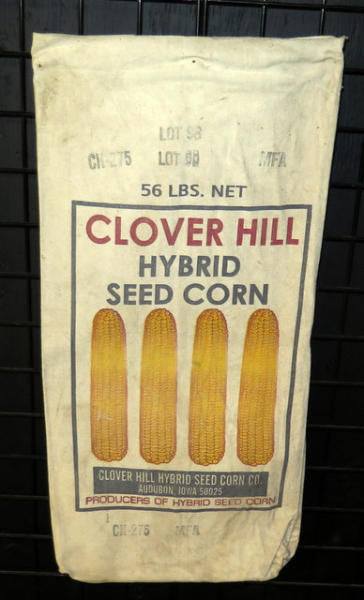 LOT 98
CH-275 LOT 98 MFA
56 LBS. NET
CLOVER HILL
HYBRID
SEED CORN
CLOVER HILL HYBRID SEED CORN CO.
AUDUBON, IOWA 50025
PRODUCERS OF HYBRID SEED CORN
CH-275 MFA